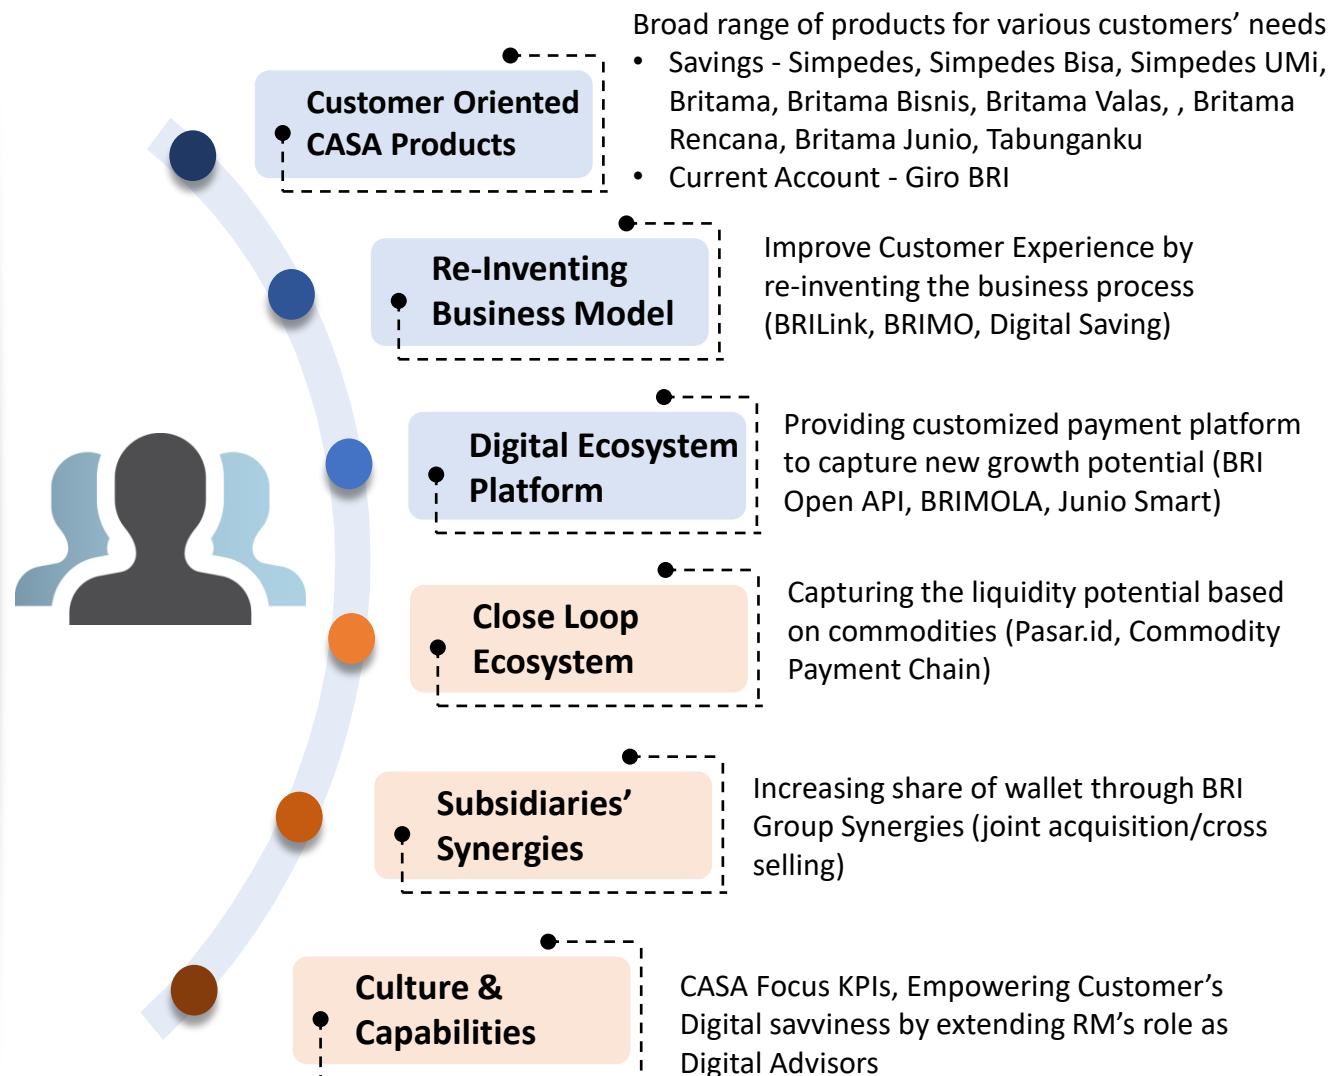 Broad range of products for various customers’ needs
Customer Oriented
CASA Products
• Savings - Simpedes, Simpedes Bisa, Simpedes UMi,
Britama, Britama Bisnis, Britama Valas, , Britama
Rencana, Britama Junio, Tabunganku
• Current Account - Giro BRI
Re-Inventing
Business Model
Improve Customer Experience by
re-inventing the business process
(BRILink, BRIMO, Digital Saving)
Digital Ecosystem
Platform
Providing customized payment platform
to capture new growth potential (BRI
Open API, BRIMOLA, Junio Smart)
Close Loop
Ecosystem
Capturing the liquidity potential based
on commodities (Pasar.id, Commodity
Payment Chain)
Subsidiaries’
Synergies
Increasing share of wallet through BRI
Group Synergies (joint acquisition/cross
selling)
Culture &
Capabilities
CASA Focus KPIs, Empowering Customer’s
Digital savviness by extending RM’s role as
Digital Advisors